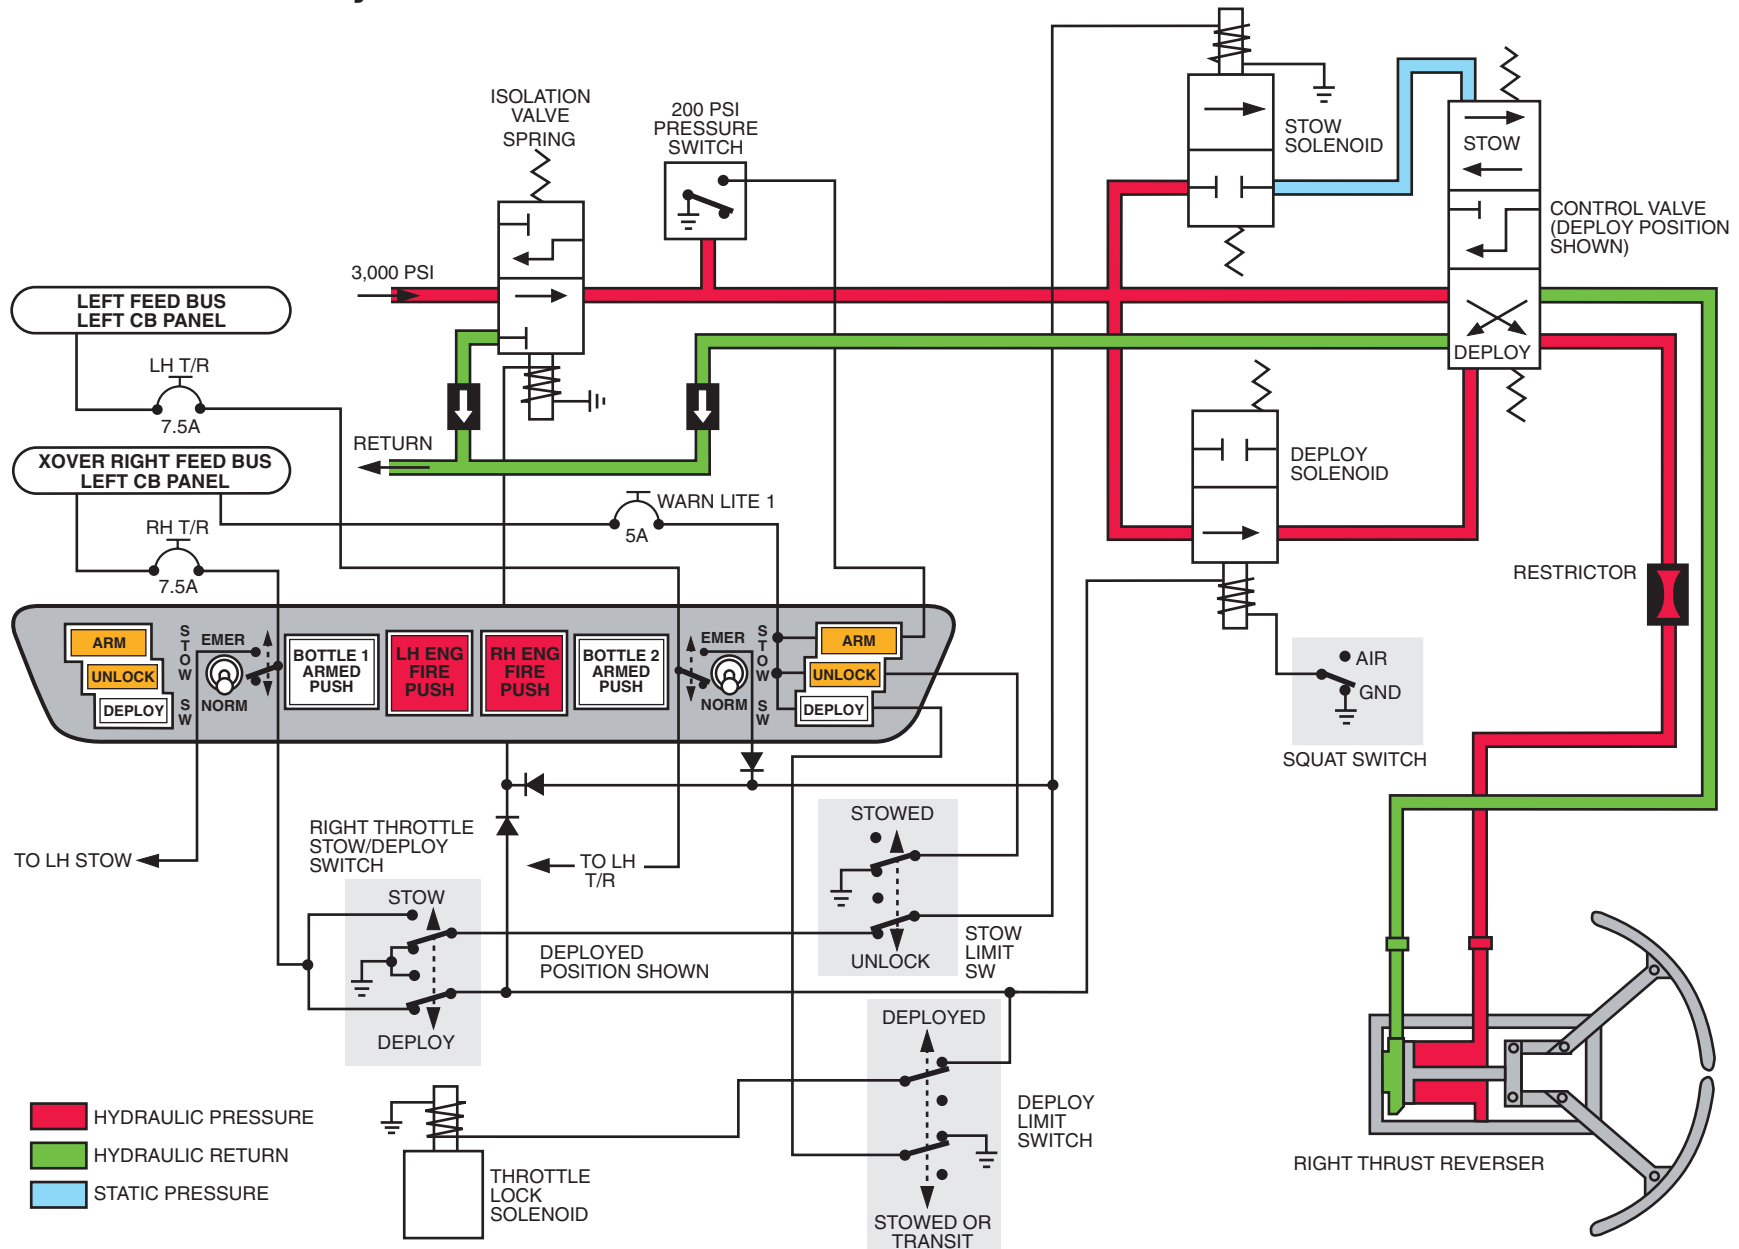 ISOLATION
VALVE
SPRING
200 PSI
PRESSURE
SWITCH
STOW
SOLENOID
STOW
CONTROL VALVE
(DEPLOY POSITION
SHOWN)
DEPLOY
3,000 PSI
LEFT FEED BUS
LEFT CB PANEL
LH T/R
7.5A
RETURN
XOVER RIGHT FEED BUS
LEFT CB PANEL
RH T/R
7.5A
WARN LITE 1
5A
DEPLOY
SOLENOID
RESTRICTOR
ARM
UNLOCK
DEPLOY
STOW SW
EMER
NORM
BOTTLE 1
ARMED
PUSH
LH ENG
FIRE
PUSH
RH ENG
FIRE
PUSH
BOTTLE 2
ARMED
PUSH
EMER
NORM
STOW SW
ARM
UNLOCK
DEPLOY
AIR
GND
SQUAT SWITCH
TO LH STOW
RIGHT THROTTLE
STOW/DEPLOY
SWITCH
TO LH
T/R
STOW
DEPLOY
DEPLOYED
POSITION SHOWN
STOWED
UNLOCK
STOW
LIMIT
SW
DEPLOYED
STOWED OR
TRANSIT
DEPLOY
LIMIT
SWITCH
THROTTLE
LOCK
SOLENOID
RIGHT THRUST REVERSER
HYDRAULIC PRESSURE
HYDRAULIC RETURN
STATIC PRESSURE